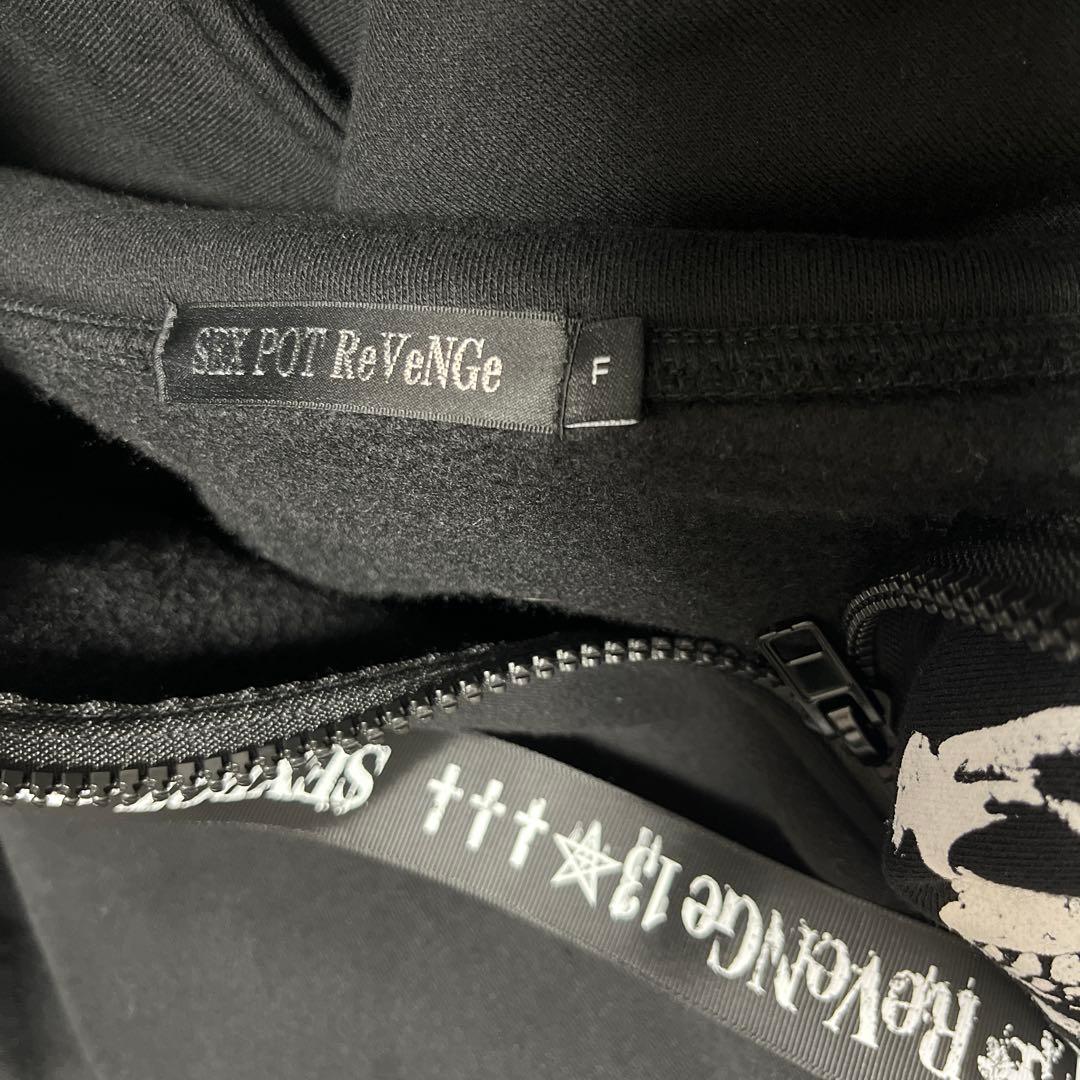 SEX POT ReVeNGe
F
ReVeNGe 13 ☆ †††